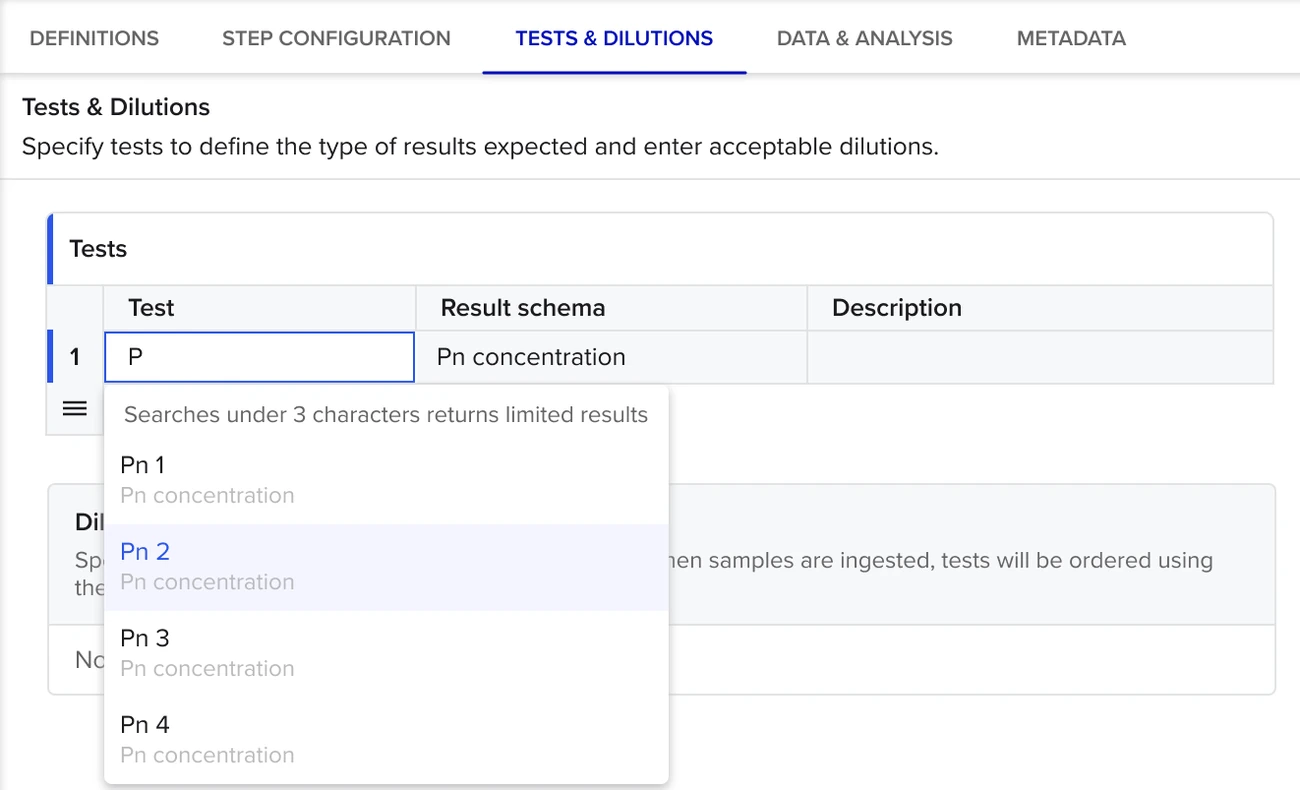 DEFINITIONS STEP CONFIGURATION TESTS & DILUTIONS DATA & ANALYSIS METADATA
Tests & Dilutions
Specify tests to define the type of results expected and enter acceptable dilutions.
Tests
Test Result schema Description
1 P Pn concentration
Searches under 3 characters returns limited results
Pn 1
Pn concentration
Pn 2
Pn concentration
Pn 3
Pn concentration
Pn 4
Pn concentration
samples are ingested, tests will be ordered using